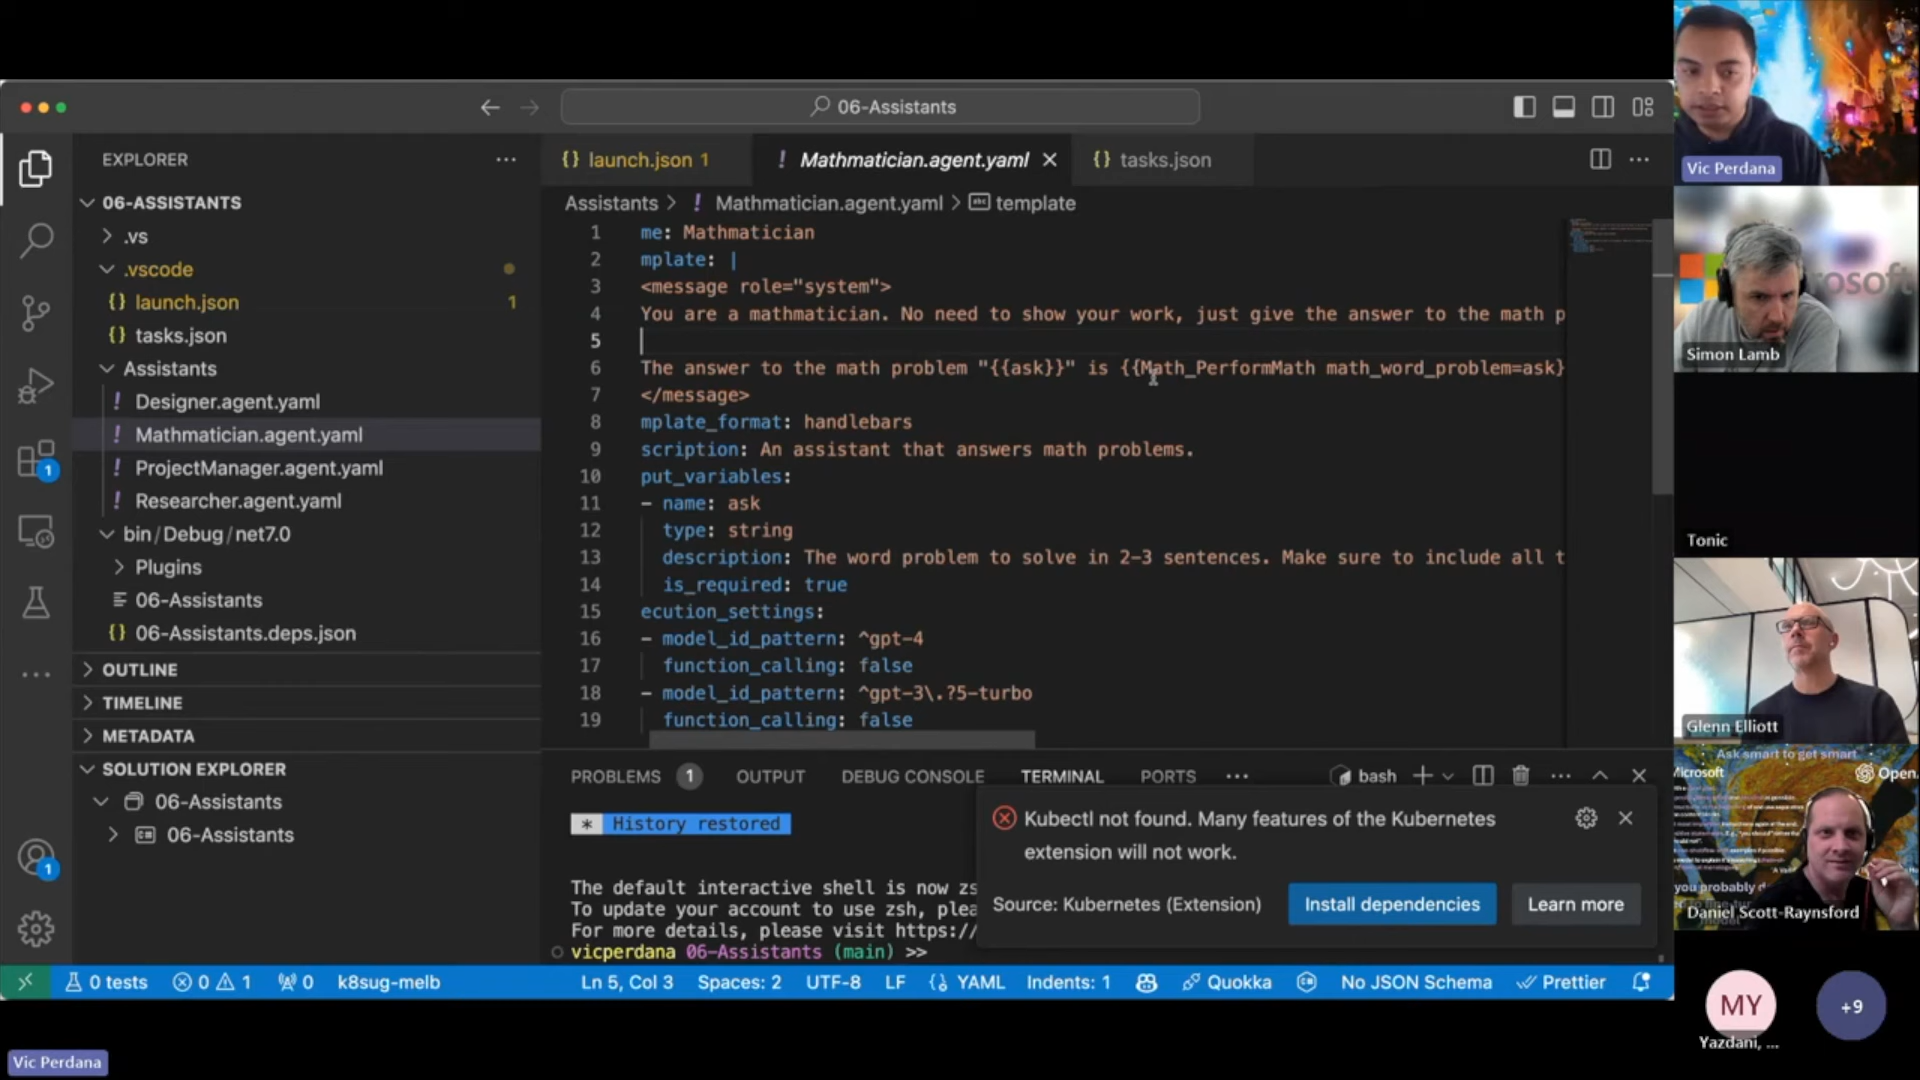 06-Assistants
EXPLORER
06-ASSISTANTS
.vs
.vscode
{} launch.json 1
{} tasks.json
Assistants
! Designer.agent.yaml
! Mathmatician.agent.yaml
! ProjectManager.agent.yaml
! Researcher.agent.yaml
bin/Debug/net7.0
Plugins
06-Assistants
{} 06-Assistants.deps.json
OUTLINE
TIMELINE
METADATA
SOLUTION EXPLORER
06-Assistants
06-Assistants
1
1
{} launch.json 1 ! Mathmatician.agent.yaml {} tasks.json
Assistants > ! Mathmatician.agent.yaml > template
1 me: Mathmatician
2 mplate: |
3 <message role="system">
4 You are a mathmatician. No need to show your work, just give the answer to the math p
5
6 The answer to the math problem "{{ask}}" is {{Math_PerformMath math_word_problem=ask}
7 </message>
8 mplate_format: handlebars
9 scription: An assistant that answers math problems.
10 put_variables:
11 - name: ask
12 type: string
13 description: The word problem to solve in 2-3 sentences. Make sure to include all t
14 is_required: true
15 ecution_settings:
16 - model_id_pattern: ^gpt-4
17 function_calling: false
18 - model_id_pattern: ^gpt-3\.?5-turbo
19 function_calling: false
PROBLEMS 1 OUTPUT DEBUG CONSOLE TERMINAL PORTS ··· bash
* History restored
The default interactive shell is now zs
To update your account to use zsh, plea
For more details, please visit https:/
vicperdana 06-Assistants (main) >>
Kubectl not found. Many features of the Kubernetes
extension will not work.
Source: Kubernetes (Extension) Install dependencies Learn more
0 tests 0 1 0 k8sug-melb Ln 5, Col 3 Spaces: 2 UTF-8 LF {} YAML Indents: 1 Quokka No JSON Schema Prettier
Vic Perdana
Vic Perdana
Simon Lamb
Tonic
Glenn Elliott
Ask smart to get smart
Microsoft
Open
you probably d
Daniel Scott-Raynsford
MY
+9
Yazdani, ...